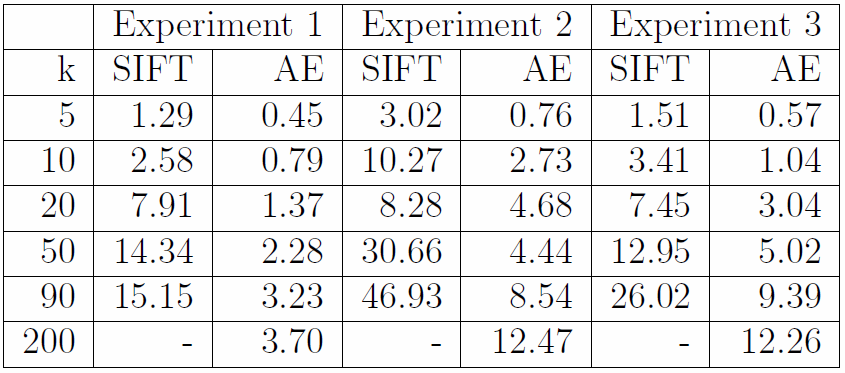 Experiment 1 Experiment 2 Experiment 3
k SIFT AE SIFT AE SIFT AE
5 1.29 0.45 3.02 0.76 1.51 0.57
10 2.58 0.79 10.27 2.73 3.41 1.04
20 7.91 1.37 8.28 4.68 7.45 3.04
50 14.34 2.28 30.66 4.44 12.95 5.02
90 15.15 3.23 46.93 8.54 26.02 9.39
200 - 3.70 - 12.47 - 12.26